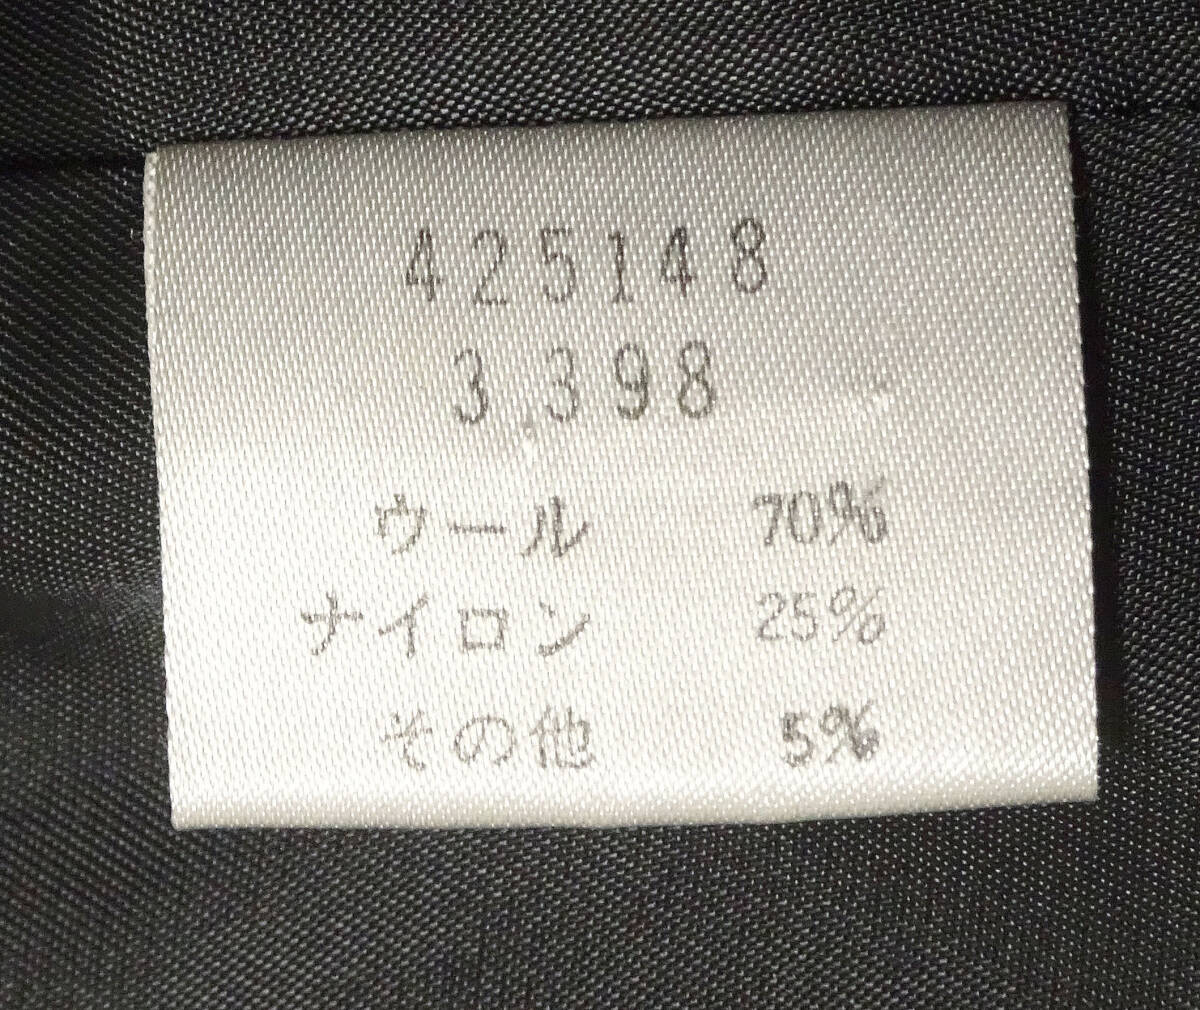 425148
3,398
ウール 70%
ナイロン 25%
その他 5%